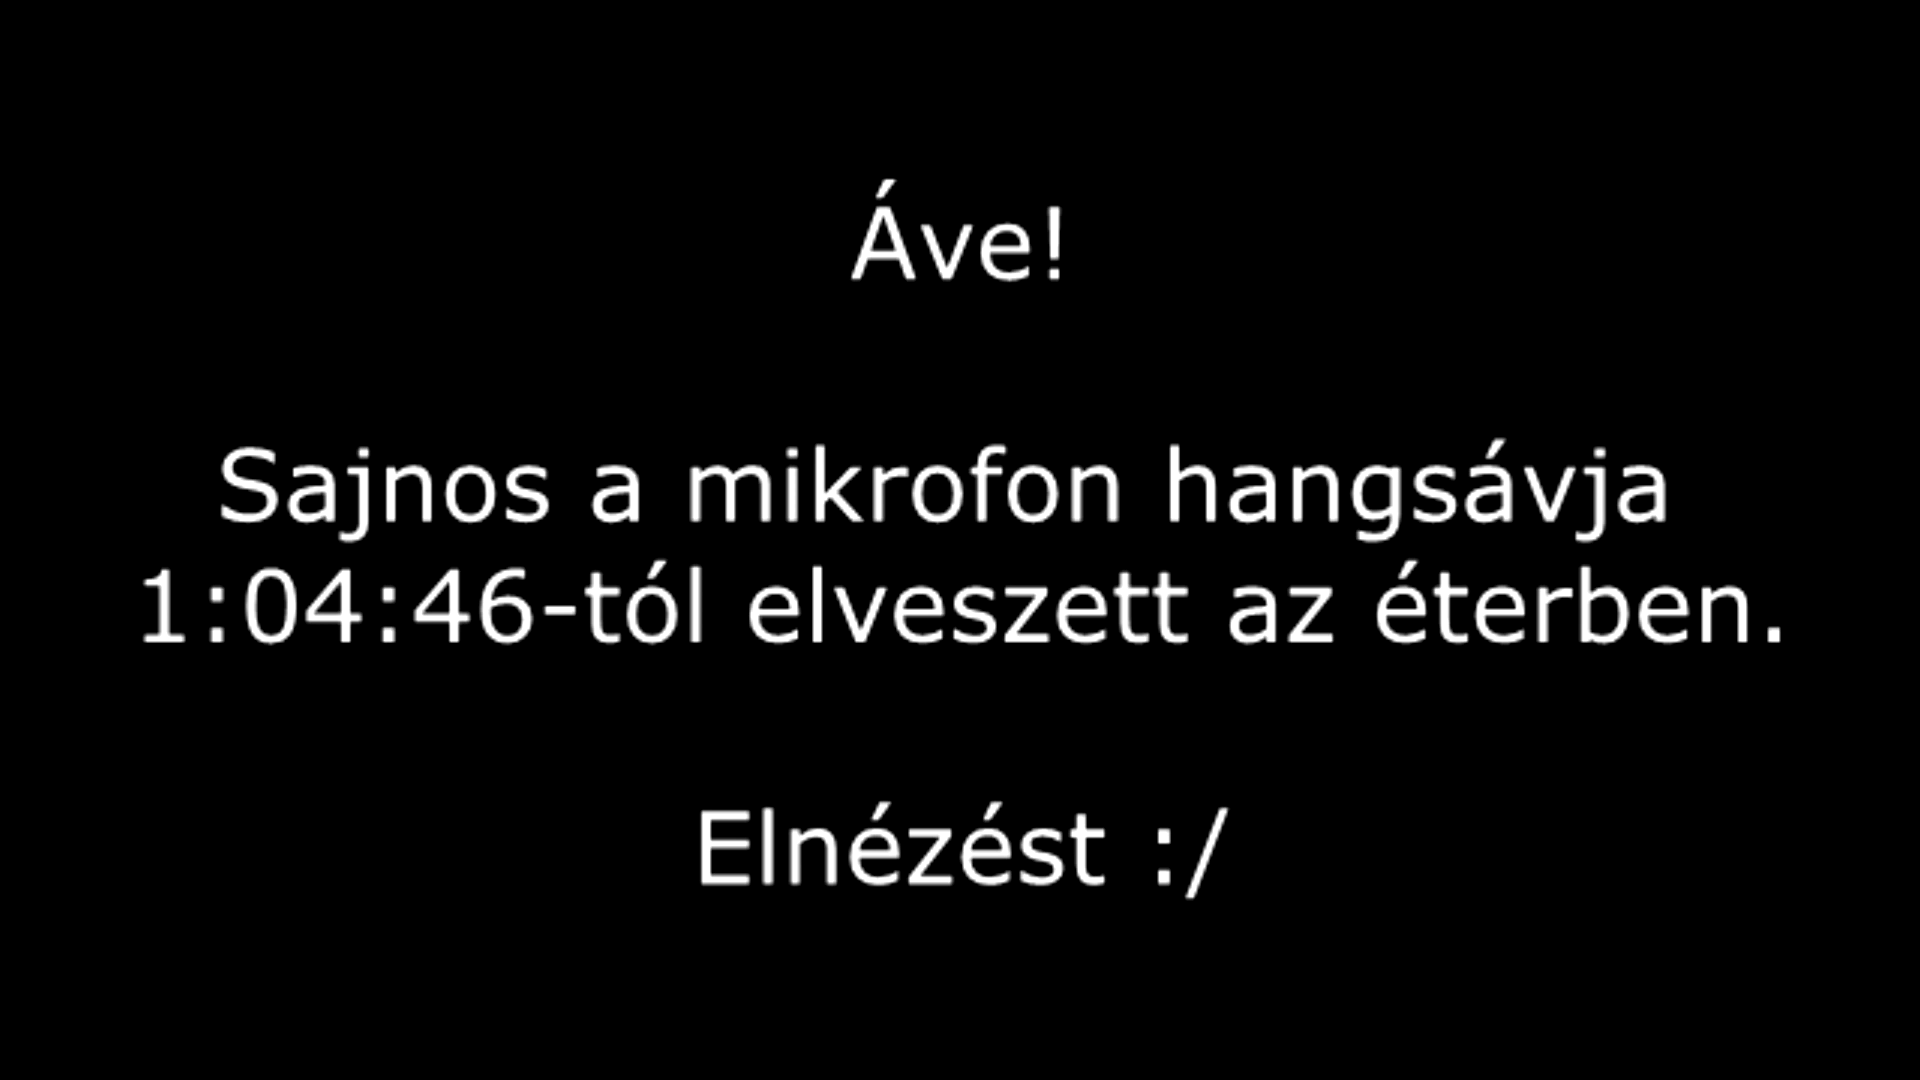 Áve!
Sajnos a mikrofon hangsávja
1:04:46-tól elveszett az éterben.
Elnézést :/